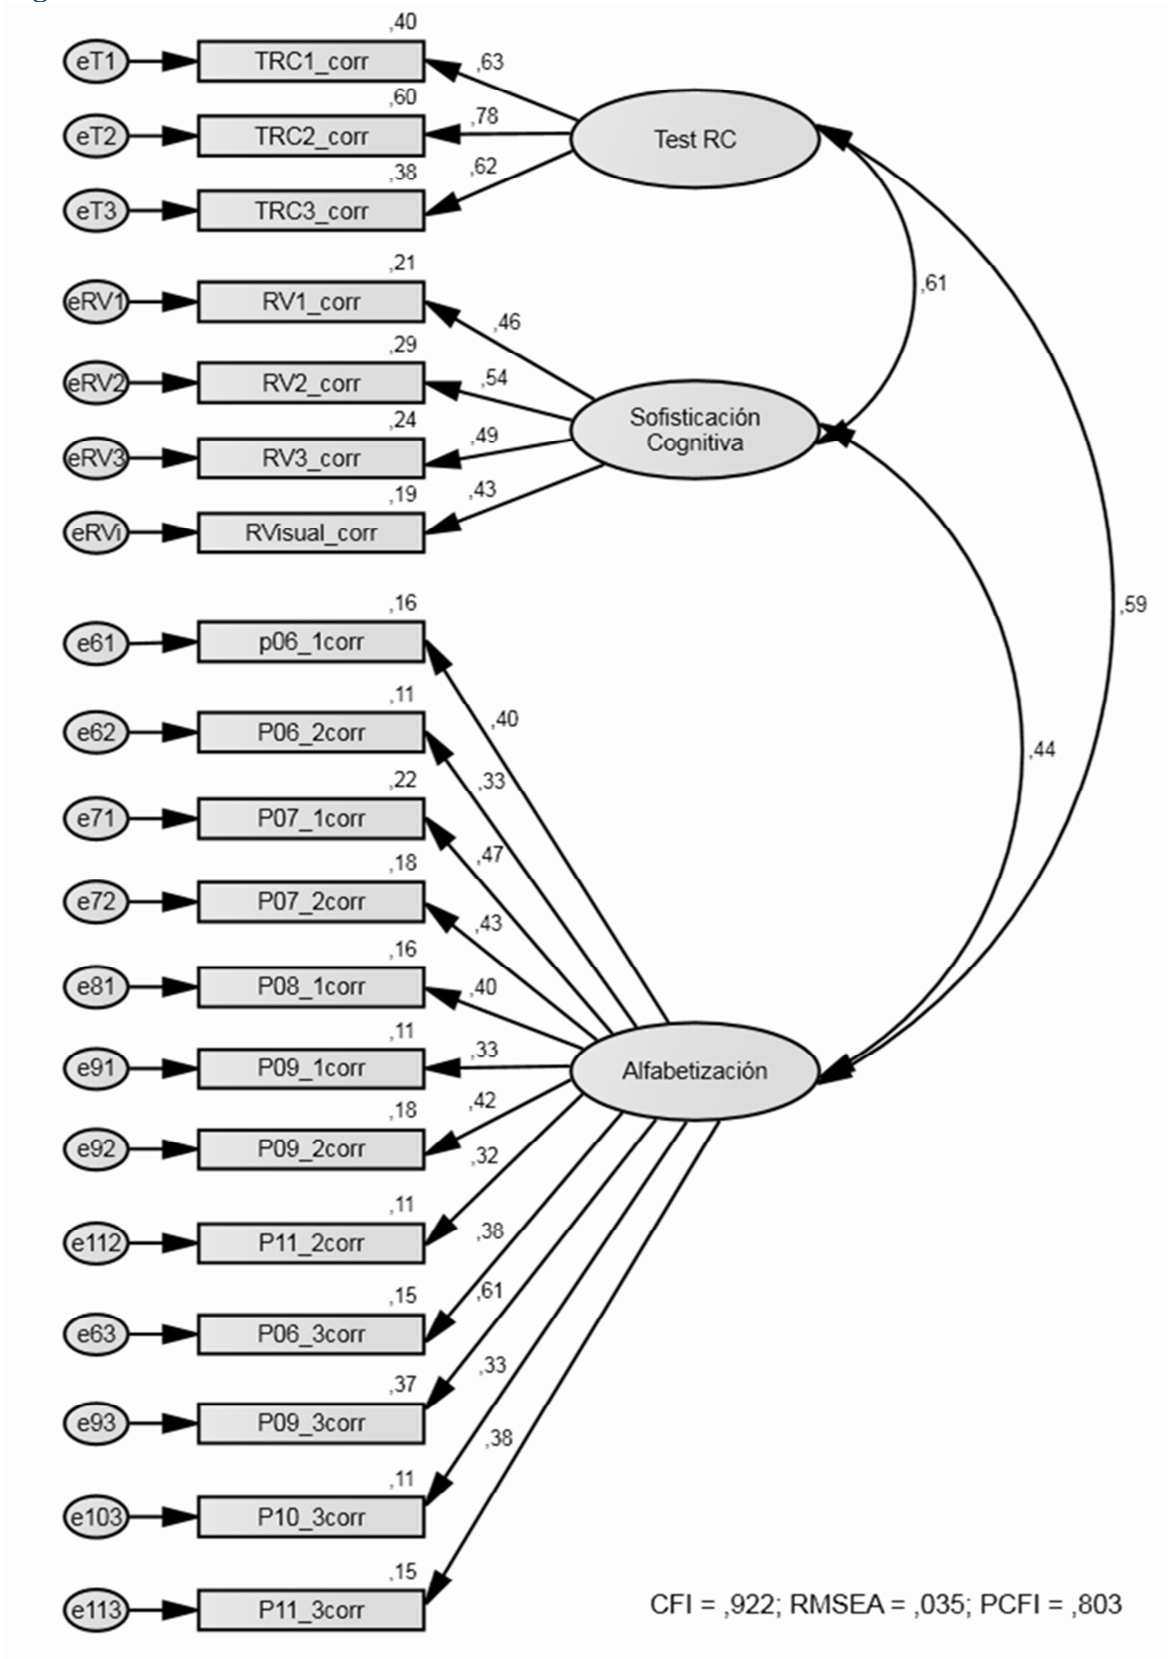 ,40
eT1 TRC1_corr ,63
,60
eT2 TRC2_corr ,78
Test RC
,38
eT3 TRC3_corr ,62
,21
eRV1 RV1_corr ,46
,61
,29
eRV2 RV2_corr ,54
Sofisticación
Cognitiva
,24
eRV3 RV3_corr ,49
,19
eRVi RVisual_corr ,43
,59
,16
e61 p06_1corr ,40
,11
e62 P06_2corr ,33
,44
,22
e71 P07_1corr ,47
,18
e72 P07_2corr ,43
,16
e81 P08_1corr ,40
,11
e91 P09_1corr ,33
Alfabetización
,18
e92 P09_2corr ,42
,11
e112 P11_2corr ,32
,15
e63 P06_3corr ,38
,37
e93 P09_3corr ,61
,11
e103 P10_3corr ,33
,15
e113 P11_3corr ,38
CFI = ,922; RMSEA = ,035; PCFI = ,803